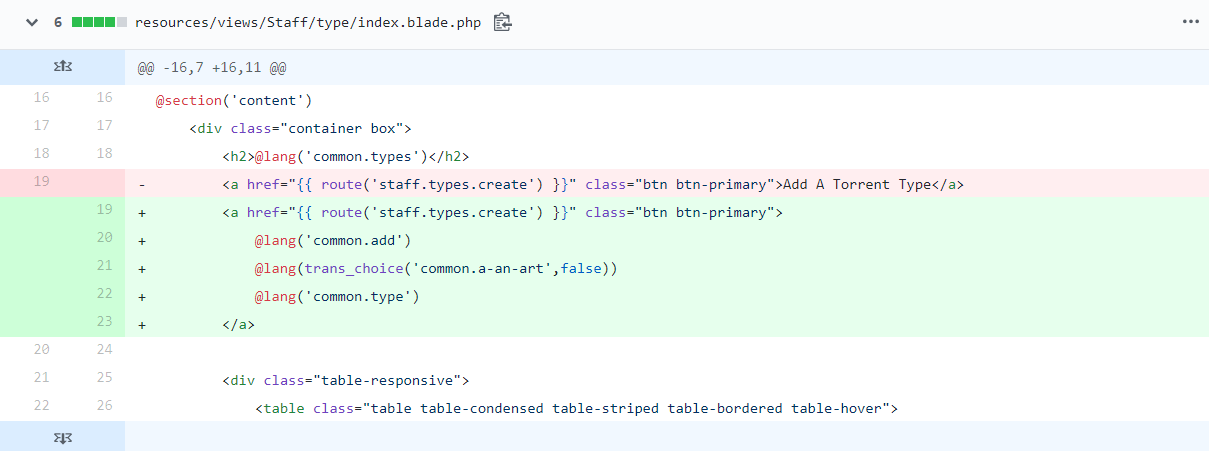 6 resources/views/Staff/type/index.blade.php
@@ -16,7 +16,11 @@
16 16 @section('content')
17 17 <div class="container box">
18 18 <h2>@lang('common.types')</h2>
19 - <a href="{{ route('staff.types.create') }}" class="btn btn-primary">Add A Torrent Type</a>
19 + <a href="{{ route('staff.types.create') }}" class="btn btn-primary">
20 + @lang('common.add')
21 + @lang(trans_choice('common.a-an-art',false))
22 + @lang('common.type')
23 + </a>
20 24
21 25 <div class="table-responsive">
22 26 <table class="table table-condensed table-striped table-bordered table-hover">